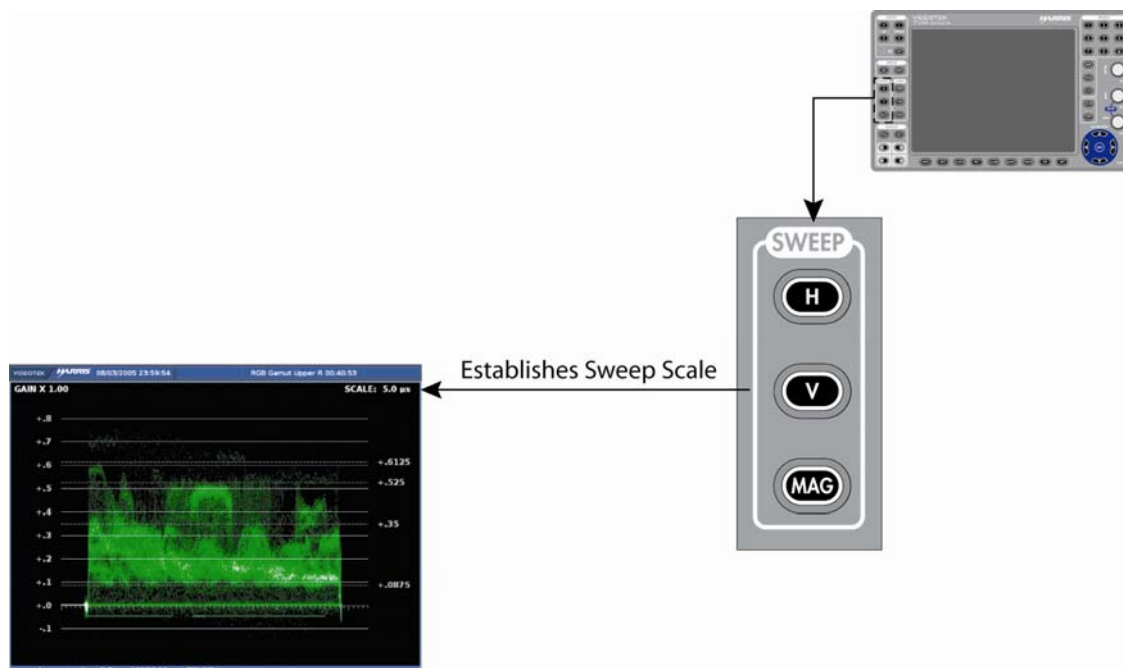 VIDEOTEK
HARRIS
SWEEP
H
V
MAG
Establishes Sweep Scale
VIDEOTEK HARRIS 08/03/2005 23:59:54 RGB Gamut Upper R 00:40:53
GAIN X 1.00 SCALE: 5.0 µs
+.8
+.7
+.6 +.6125
+.5 +.525
+.4
+.3 +.35
+.2
+.1 +.0875
+.0
-.1